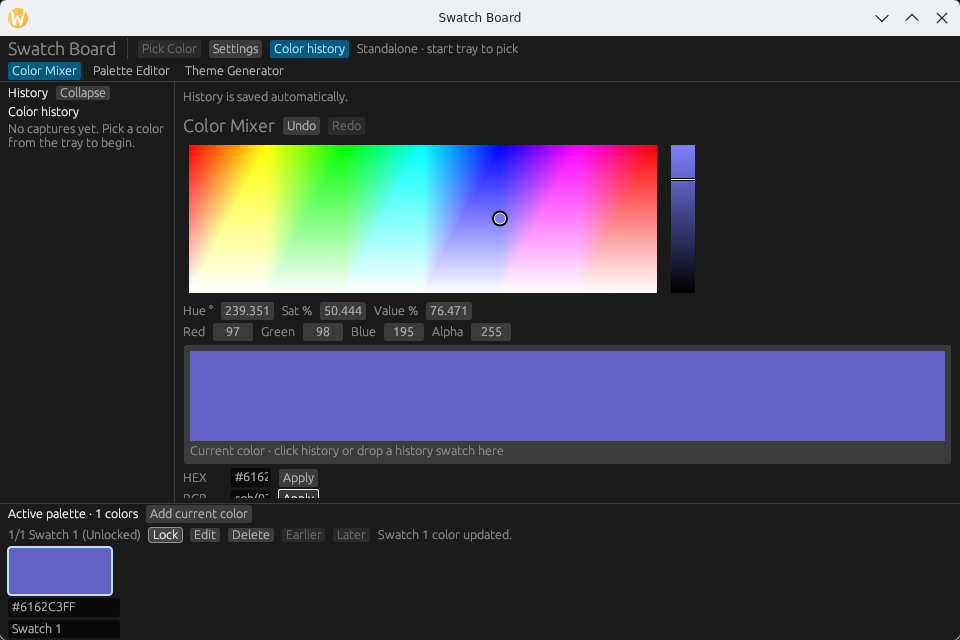 Swatch Board
Swatch Board Pick Color Settings Color history Standalone · start tray to pick
Color Mixer Palette Editor Theme Generator
History Collapse
Color history
No captures yet. Pick a color
from the tray to begin.
History is saved automatically.
Color Mixer Undo Redo
Hue ° 239.351 Sat % 50.444 Value % 76.471
Red 97 Green 98 Blue 195 Alpha 255
Current color · click history or drop a history swatch here
HEX #6162 Apply
RGB Apply
Active palette · 1 colors Add current color
1/1 Swatch 1 (Unlocked) Lock Edit Delete Earlier Later Swatch 1 color updated.
#6162C3FF
Swatch 1